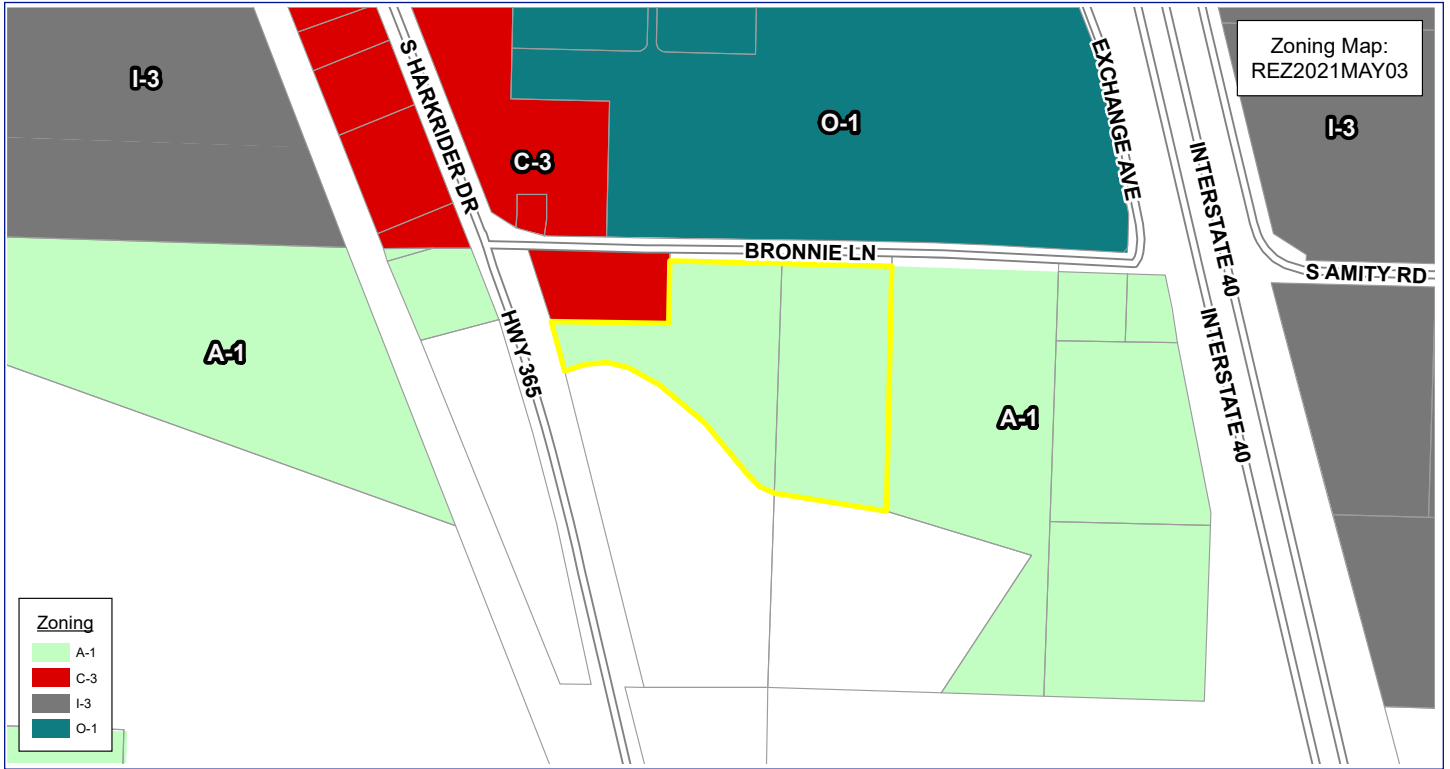 Zoning Map:
REZ2021MAY03
I-3
S HARKRIDER DR
C-3
O-1
EXCHANGE AVE
INTERSTATE 40
I-3
BRONNIE LN
S AMITY RD
A-1
HWY 365
A-1
INTERSTATE 40
Zoning
A-1
C-3
I-3
O-1